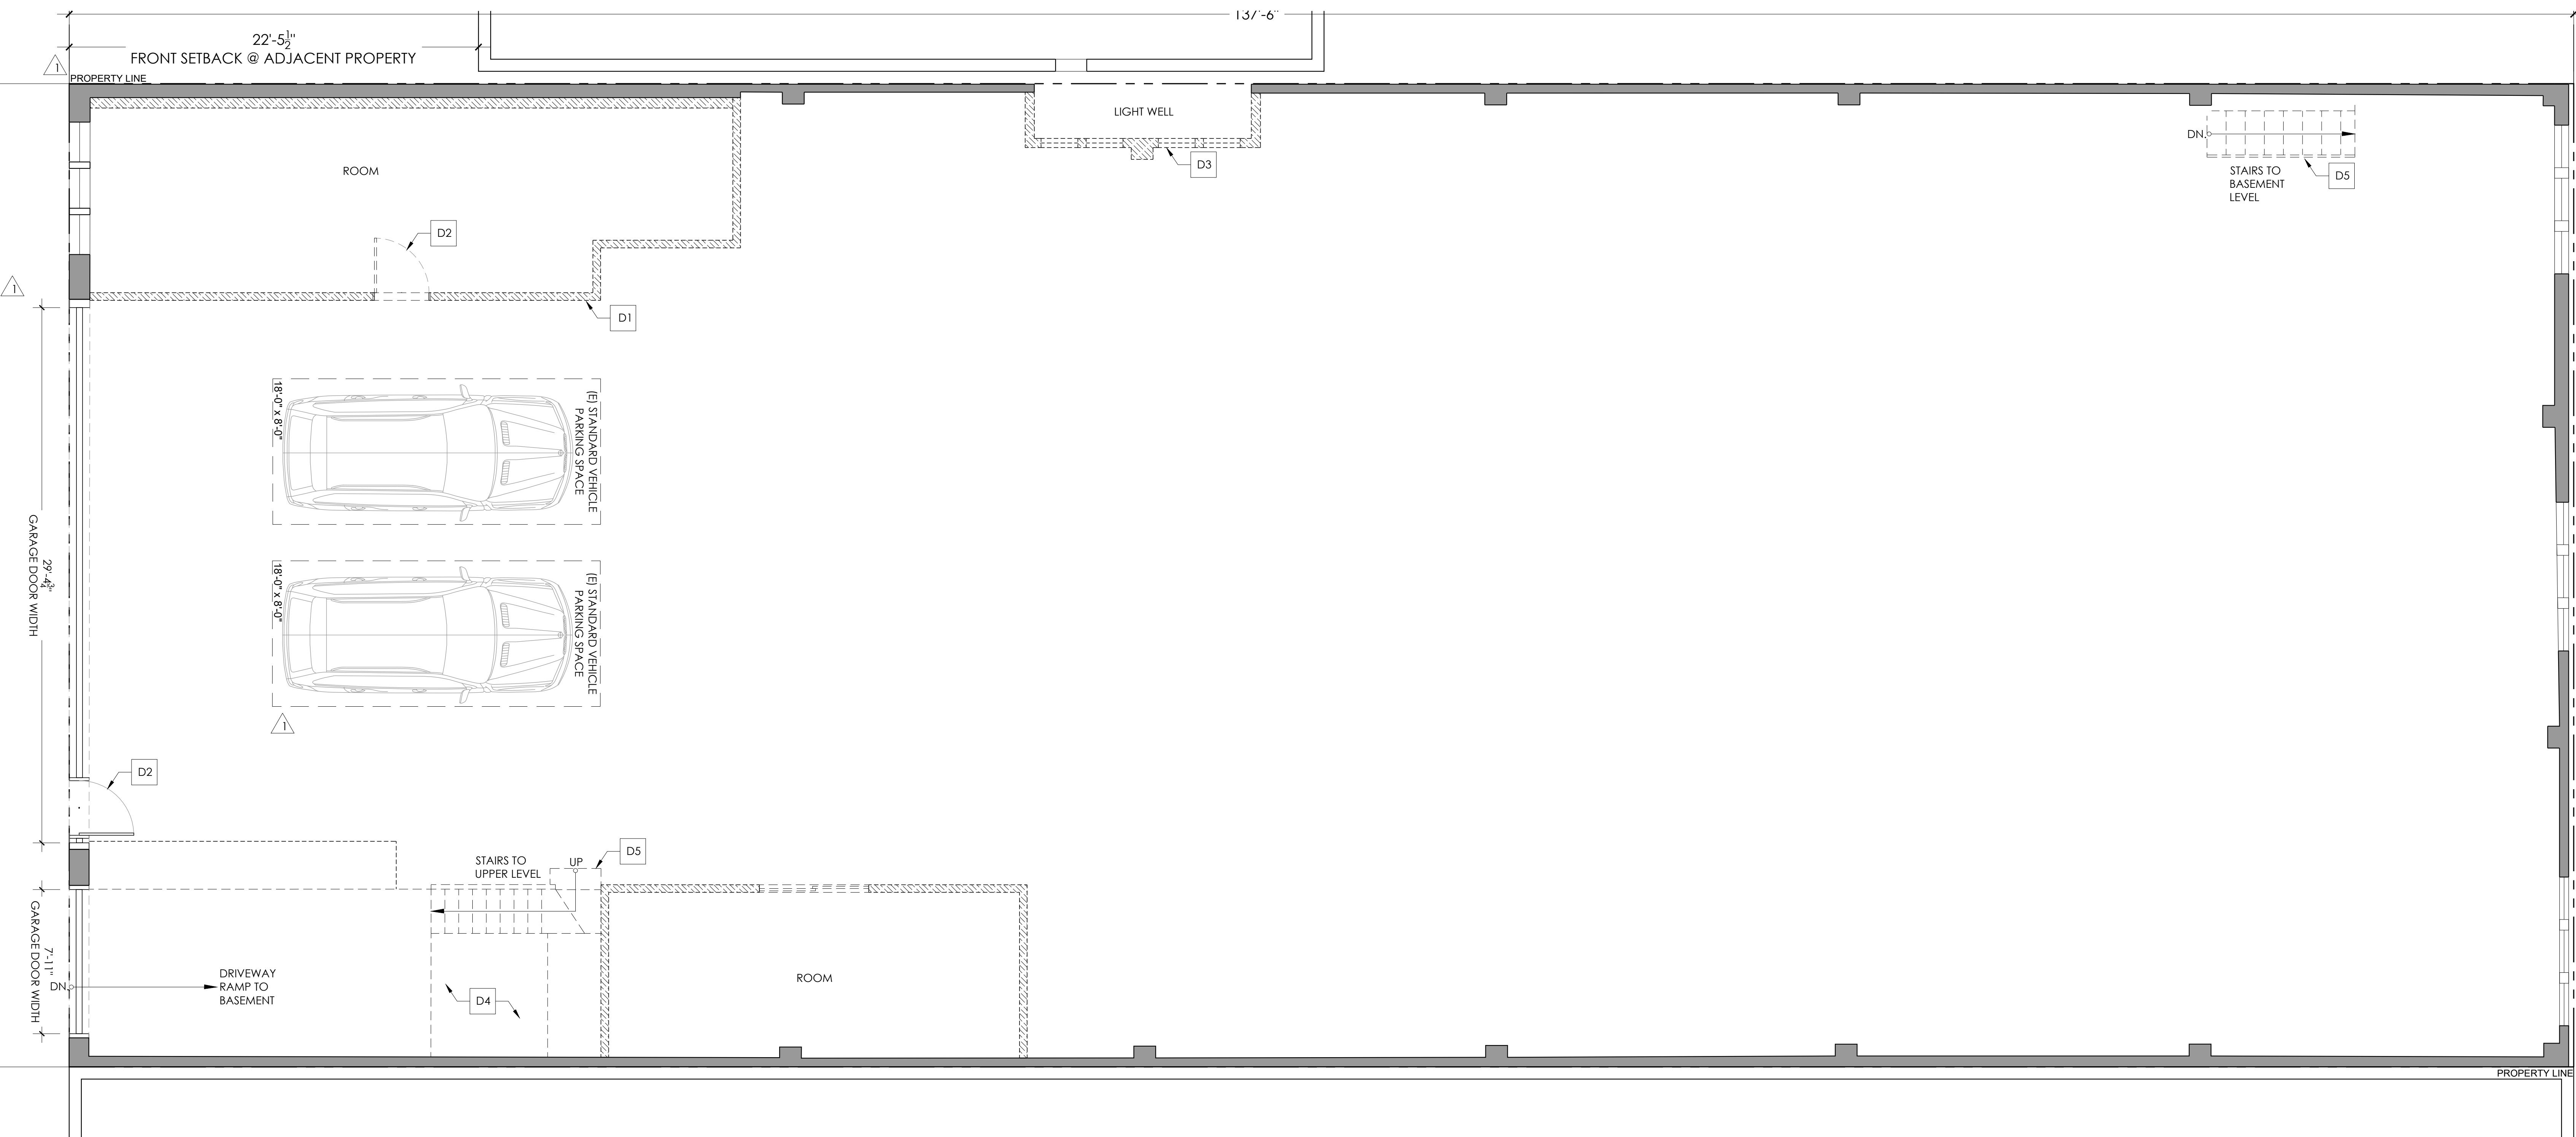 137'-6"
22'-5½"
FRONT SETBACK @ ADJACENT PROPERTY
1
PROPERTY LINE
LIGHT WELL
DN.
D3
ROOM
D5
STAIRS TO
BASEMENT
LEVEL
D2
1
D1
18'-0" x 8'-0"
(E) STANDARD VEHICLE
PARKING SPACE
29'-4¾"
GARAGE DOOR WIDTH
18'-0" x 8'-0"
(E) STANDARD VEHICLE
PARKING SPACE
1
D2
STAIRS TO
UPPER LEVEL
UP
D5
7'-11"
GARAGE DOOR WIDTH
DN.
DRIVEWAY
RAMP TO
BASEMENT
D4
ROOM
PROPERTY LINE